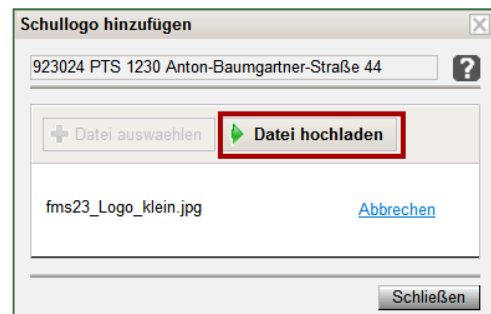 Schullogo hinzufügen
923024 PTS 1230 Anton-Baumgartner-Straße 44
Datei auswaehlen Datei hochladen
fms23_Logo_klein.jpg Abbrechen
Schließen